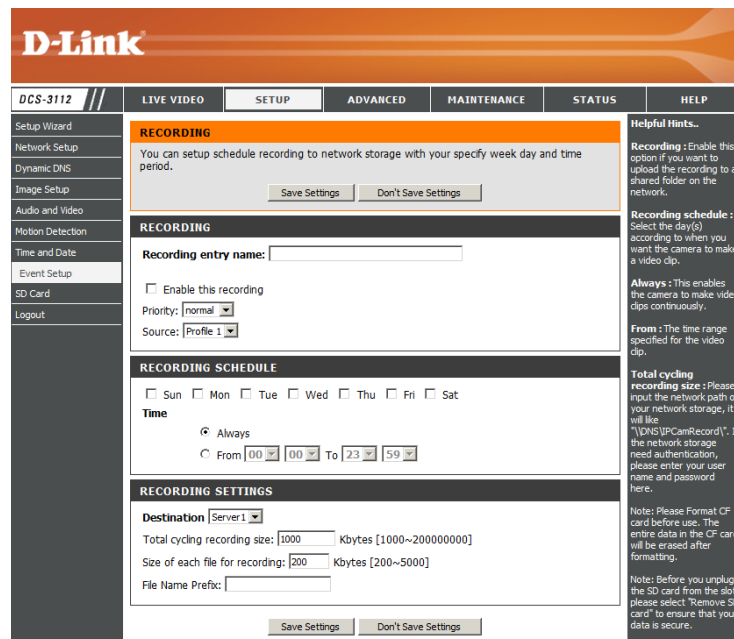 D-Link
DCS-3112
LIVE VIDEO
SETUP
ADVANCED
MAINTENANCE
STATUS
HELP
Setup Wizard
Network Setup
Dynamic DNS
Image Setup
Audio and Video
Motion Detection
Time and Date
Event Setup
SD Card
Logout
RECORDING
You can setup schedule recording to network storage with your specify week day and time
period.
Save Settings
Don't Save Settings
RECORDING
Recording entry name:
Enable this recording
Priority: normal
Source: Profile 1
RECORDING SCHEDULE
Sun Mon Tue Wed Thu Fri Sat
Time
Always
From 00 00 To 23 59
RECORDING SETTINGS
Destination Server1
Total cycling recording size: 1000 Kbytes [1000~200000000]
Size of each file for recording: 200 Kbytes [200~5000]
File Name Prefix:
Save Settings
Don't Save Settings
Helpful Hints..
Recording : Enable this
option if you want to
upload the recording to a
shared folder on the
network.
Recording schedule :
Select the day(s)
according to when you
want the camera to make
a video clip.
Always : This enables
the camera to make vide
clips continuously.
From : The time range
specified for the video
clip.
Total cycling
recording size : Please
input the network path o
your network storage, it
will like
"\\DNS\IPCamRecord\". I
the network storage
need authentication,
please enter your user
name and password
here.
Note: Please Format CF
card before use. The
entire data in the CF car
will be erased after
formatting.
Note: Before you unplug
the SD card from the slot
please select "Remove S
card" to ensure that you
data is secure.